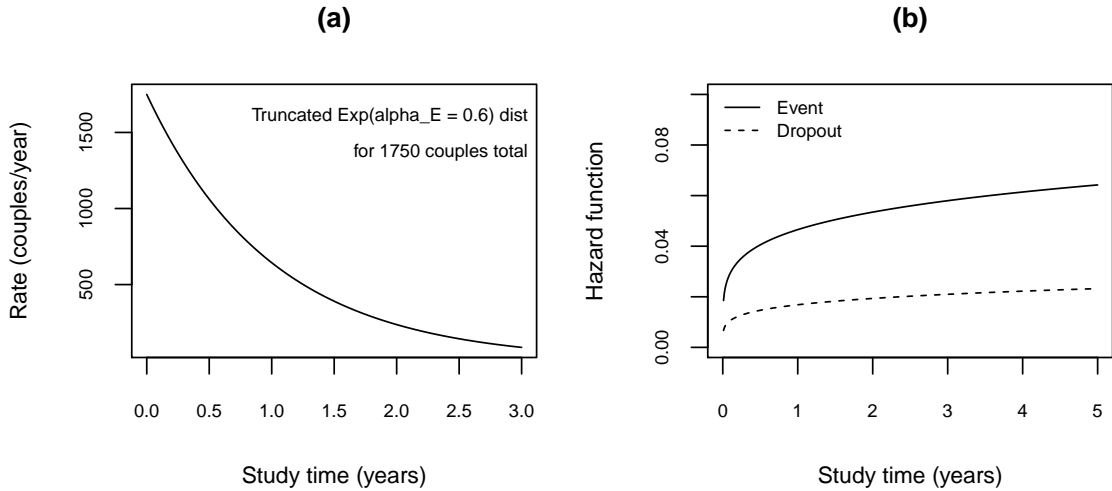 (a)
Truncated Exp(alpha_E = 0.6) dist
for 1750 couples total
Rate (couples/year)
500
1000
1500
0.0 0.5 1.0 1.5 2.0 2.5 3.0
Study time (years)
(b)
Event
Dropout
Hazard function
0.00
0.04
0.08
0 1 2 3 4 5
Study time (years)